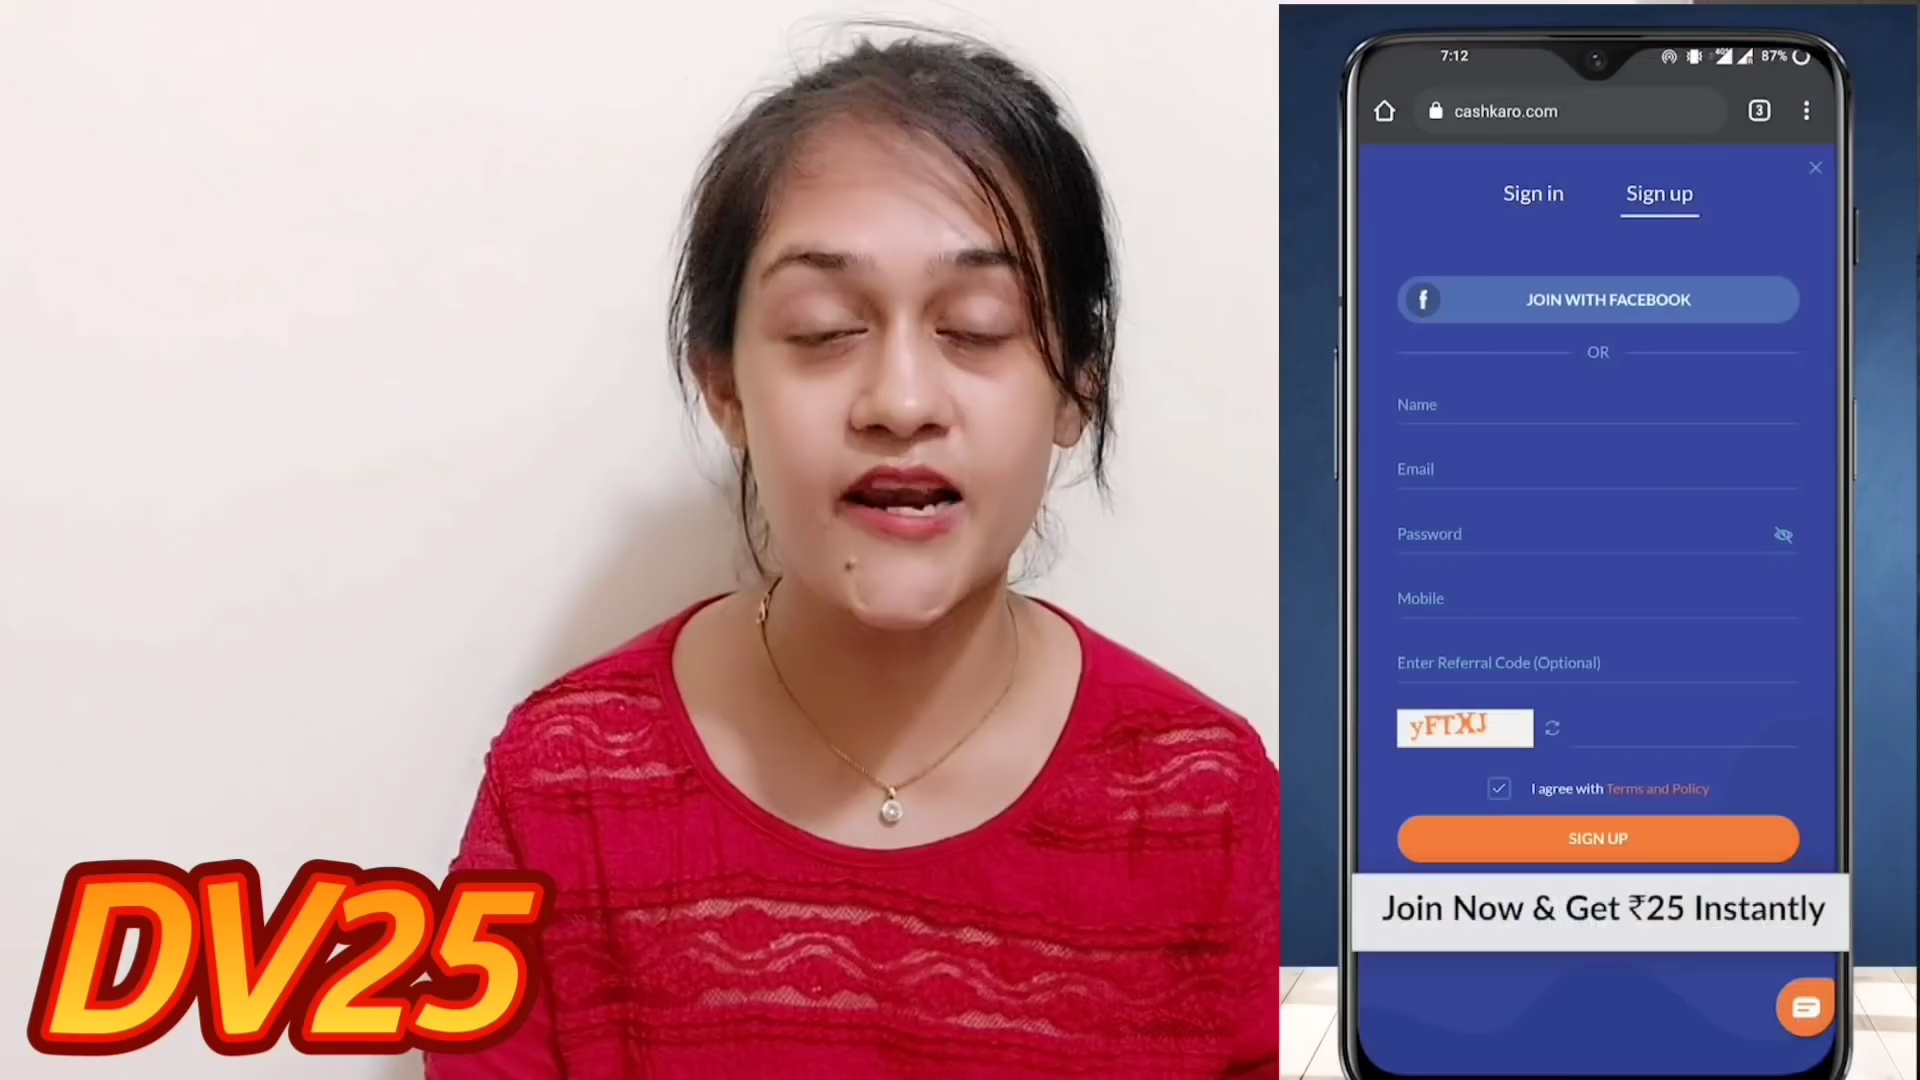 DV25
7:12
4G
87%
cashkaro.com
3
Sign in
Sign up
f
JOIN WITH FACEBOOK
OR
Name
Email
Password
Mobile
Enter Referral Code (Optional)
yFTXJ
I agree with Terms and Policy
SIGN UP
Join Now & Get ₹25 Instantly